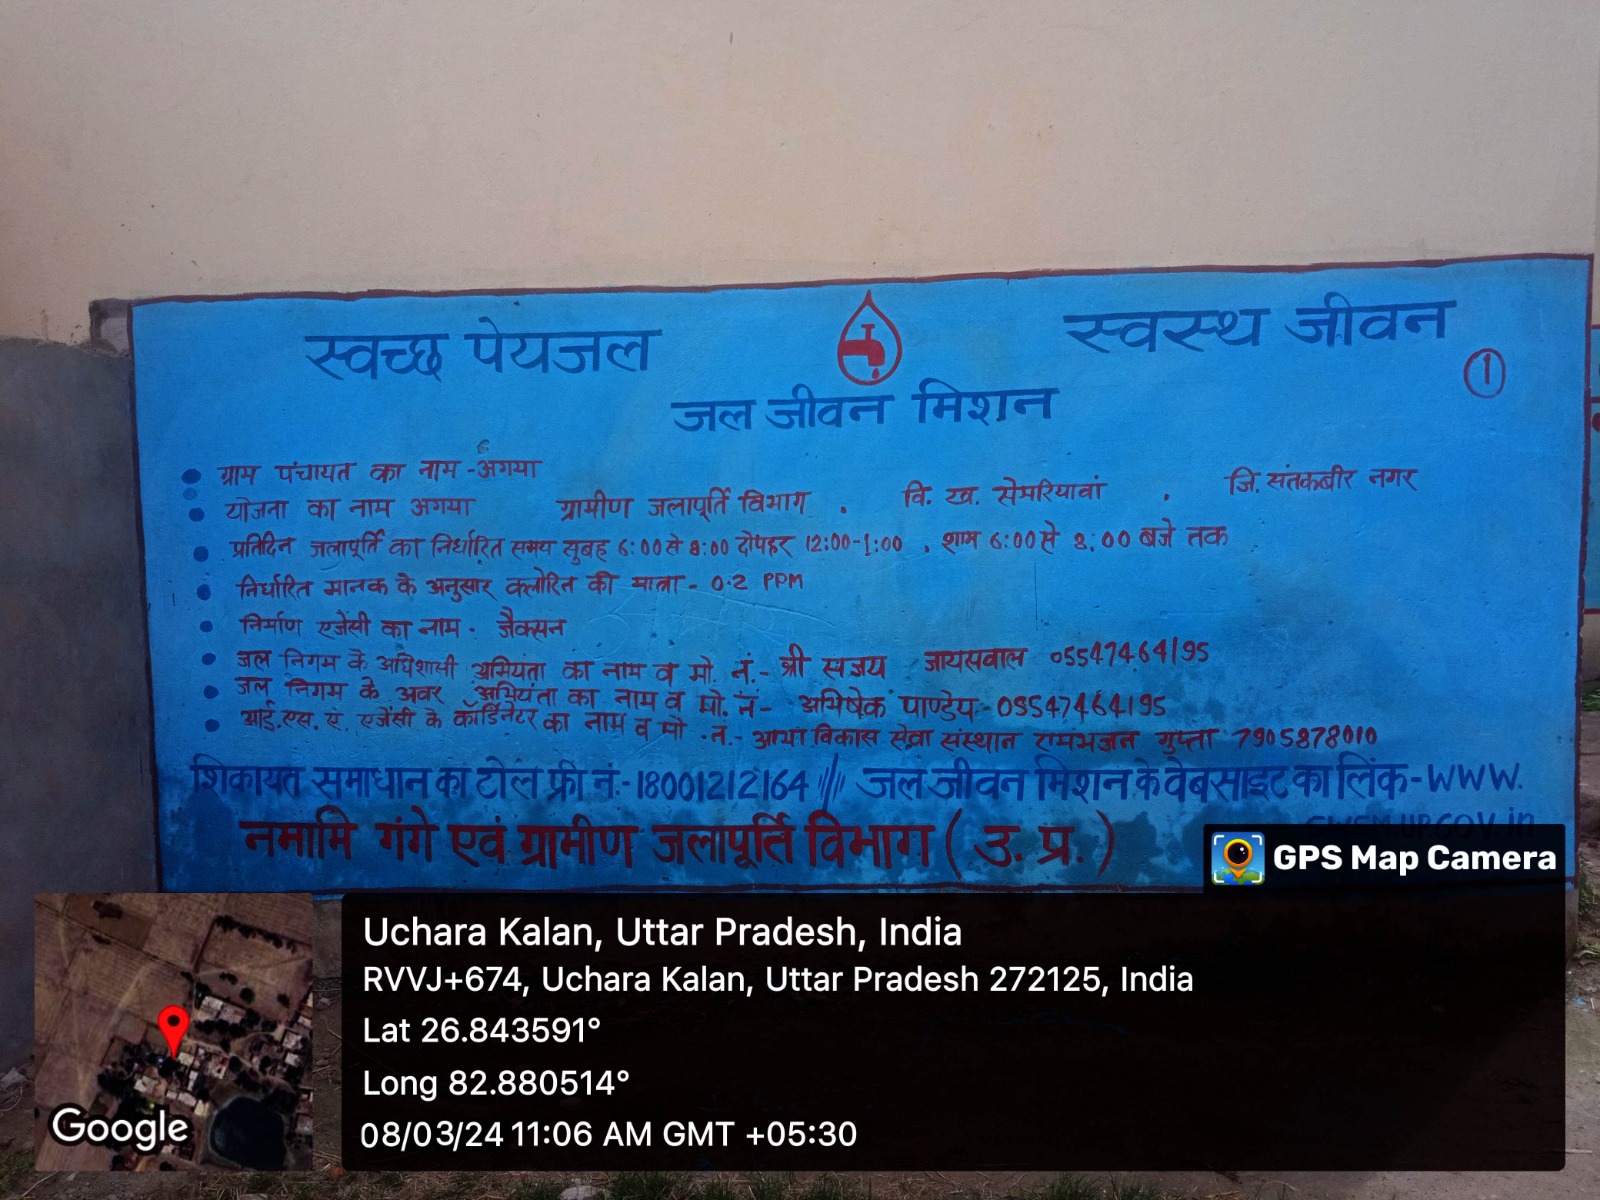 स्वच्छ पेयजल
स्वस्थ जीवन
1
जल जीवन मिशन
ग्राम पंचायत का नाम - अगया
योजना का नाम अगया ग्रामीण जलापूर्ति विभाग . वि. ख. सेमरियावां . जि. संतकबीर नगर
प्रतिदिन जलापूर्ति का निर्धारित समय सुबह 6:00 से 8:00 दोपहर 12:00-1:00 , शाम 6:00 से 8:00 बजे तक
निर्धारित मानक के अनुसार क्लोरिन की मात्रा - 0.2 PPM
निर्माण एजेंसी का नाम - जैक्सन
जल निगम के अधिशासी अभियंता का नाम व मो. नं.- श्री सजय जायसवाल 05547464195
जल निगम के अवर अभियंता का नाम व मो. नं- अभिषेक पाण्डेय - 05547464195
आई.एस. ए. एजेंसी के कॉर्डिनेटर का नाम व मो. नं.- विकास सेवा संस्थान रामभजन गुप्ता 7905878010
शिकायत समाधान का टोल फ्री नं.- 18001212164 /// जल जीवन मिशन के वैबसाइट का लिंक - WWW.
UP.GOV.in
नमामि गंगे एवं ग्रामीण जलापूर्ति विभाग ( उ. प्र. )
GPS Map Camera
Uchara Kalan, Uttar Pradesh, India
RVVJ+674, Uchara Kalan, Uttar Pradesh 272125, India
Lat 26.843591°
Long 82.880514°
08/03/24 11:06 AM GMT +05:30
Google